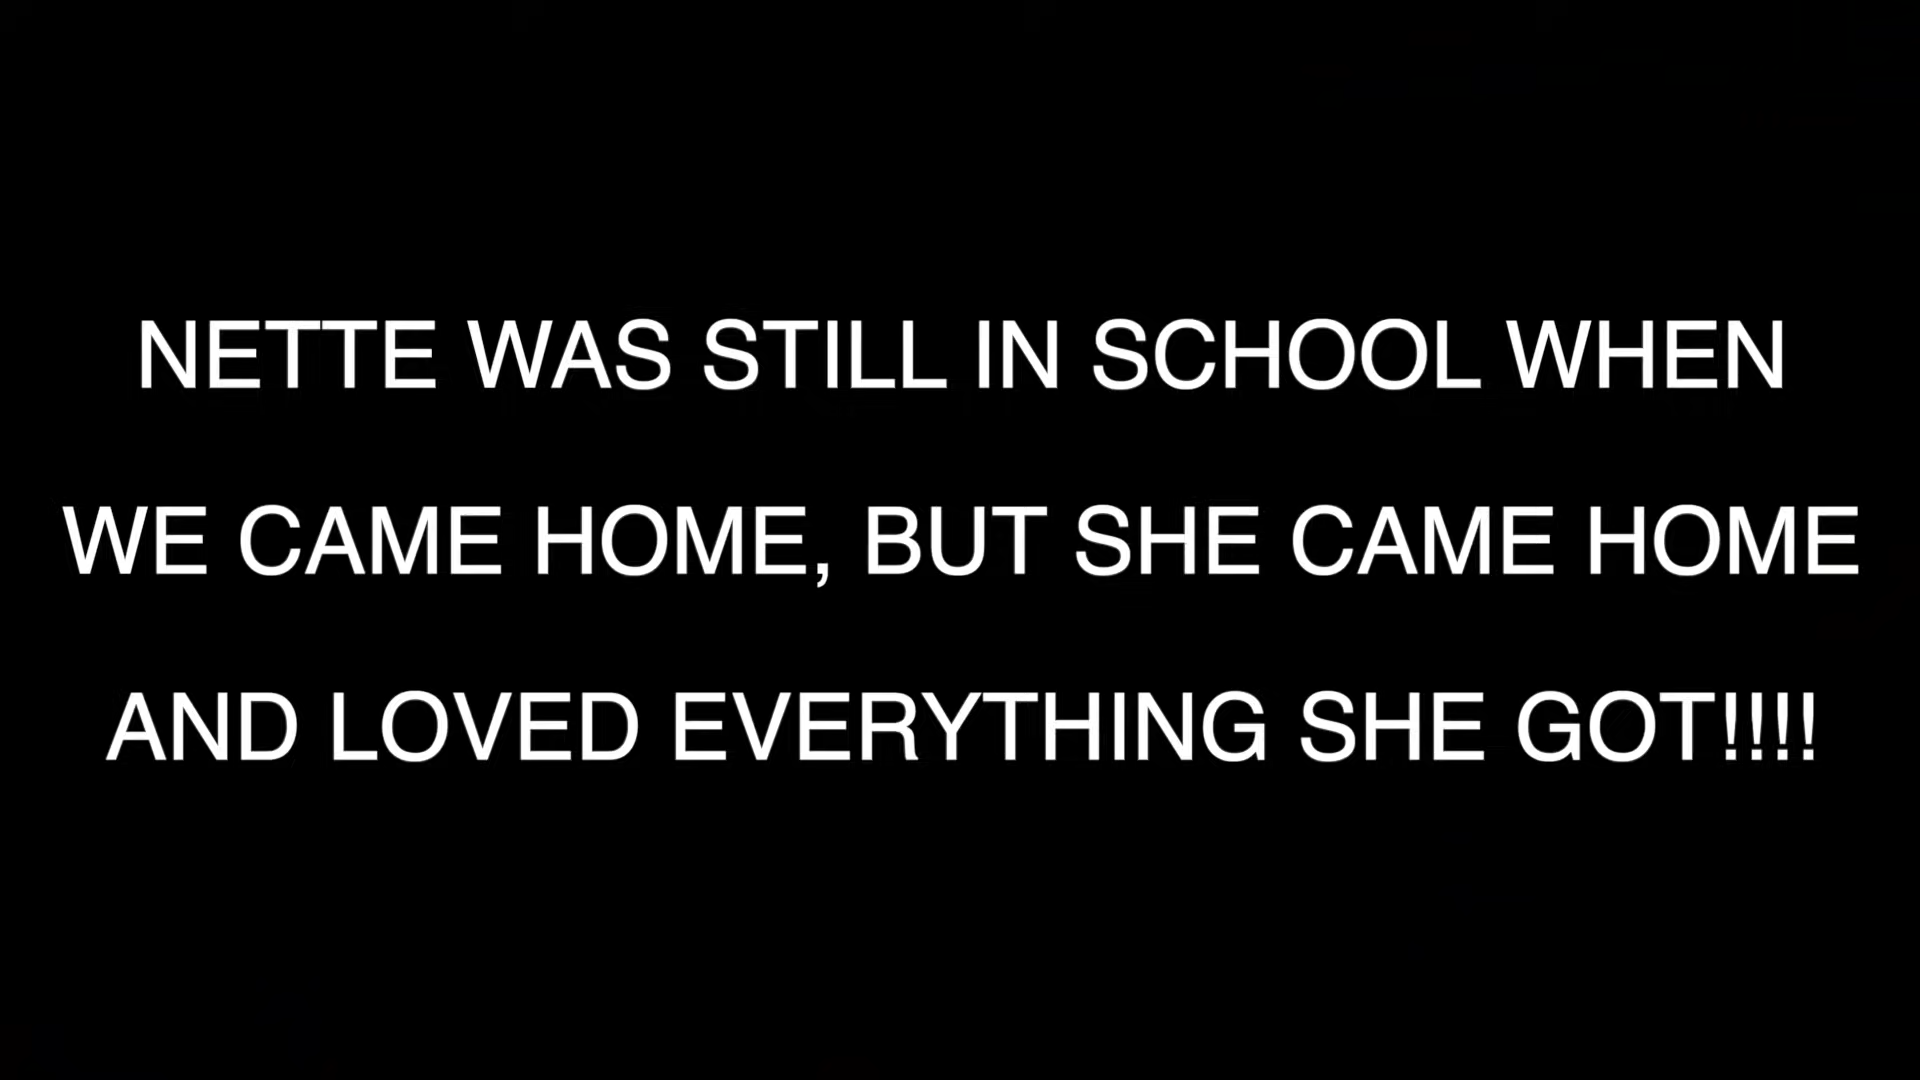 NETTE WAS STILL IN SCHOOL WHEN
WE CAME HOME, BUT SHE CAME HOME
AND LOVED EVERYTHING SHE GOT!!!!